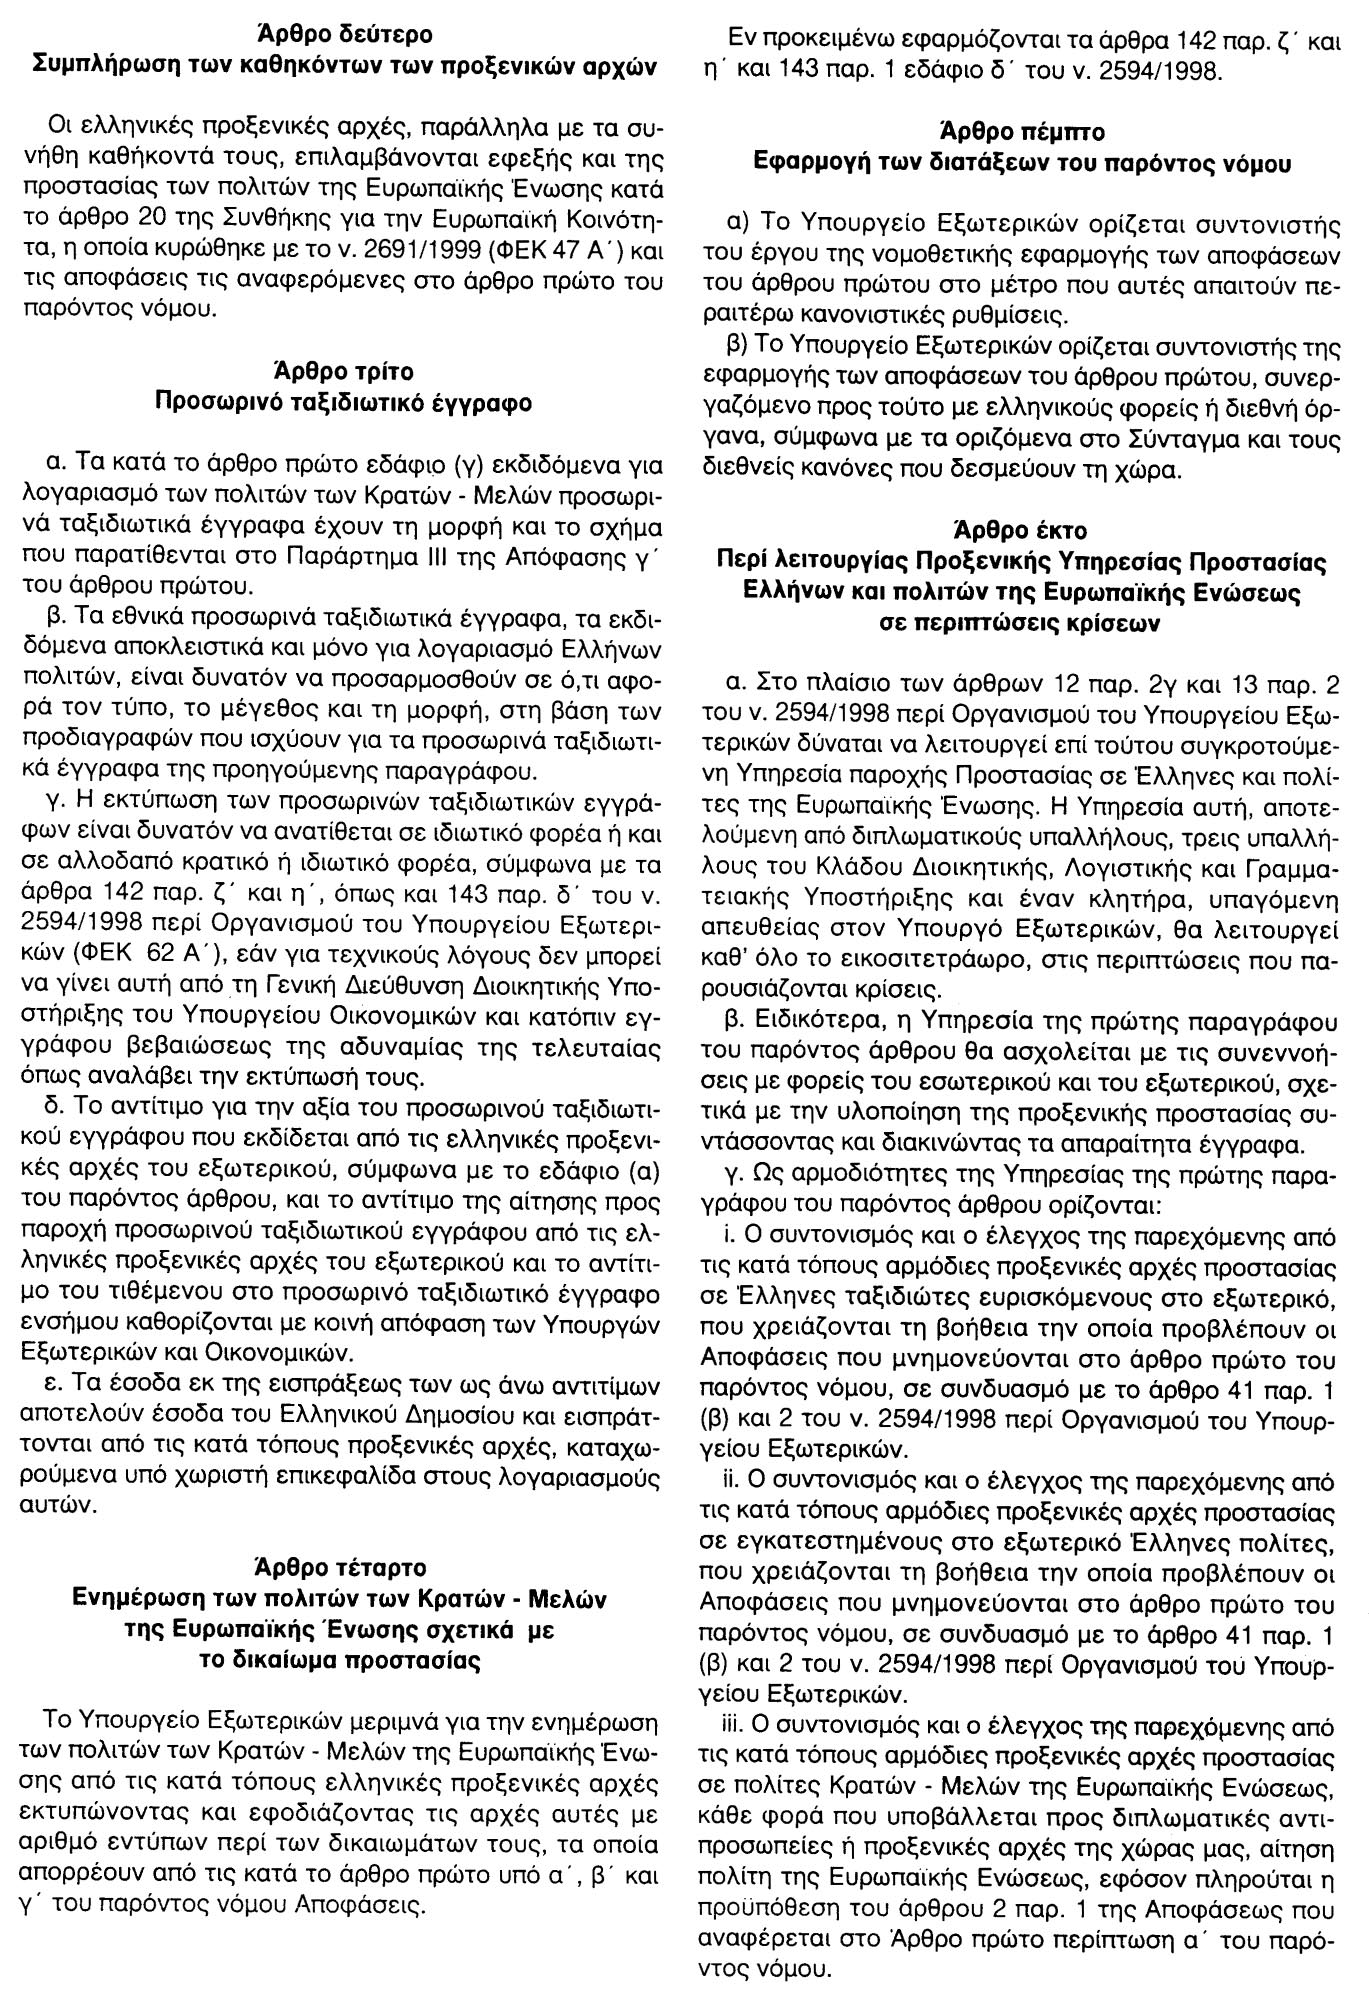 Άρθρο δεύτερο
Συμπλήρωση των καθηκόντων των προξενικών αρχών
Οι ελληνικές προξενικές αρχές, παράλληλα με τα συ-
νήθη καθήκοντά τους, επιλαμβάνονται εφεξής και της
προστασίας των πολιτών της Ευρωπαϊκής Ένωσης κατά
το άρθρο 20 της Συνθήκης για την Ευρωπαϊκή Κοινότη-
τα, η οποία κυρώθηκε με το ν. 2691/1999 (ΦΕΚ 47 Α΄) και
τις αποφάσεις τις αναφερόμενες στο άρθρο πρώτο του
παρόντος νόμου.
Άρθρο τρίτο
Προσωρινό ταξιδιωτικό έγγραφο
α. Τα κατά το άρθρο πρώτο εδάφιο (γ) εκδιδόμενα για
λογαριασμό των πολιτών των Κρατών - Μελών προσωρι-
νά ταξιδιωτικά έγγραφα έχουν τη μορφή και το σχήμα
που παρατίθενται στο Παράρτημα ΙΙΙ της Απόφασης γ΄
του άρθρου πρώτου.
β. Τα εθνικά προσωρινά ταξιδιωτικά έγγραφα, τα εκδι-
δόμενα αποκλειστικά και μόνο για λογαριασμό Ελλήνων
πολιτών, είναι δυνατόν να προσαρμοσθούν σε ό,τι αφο-
ρά τον τύπο, το μέγεθος και τη μορφή, στη βάση των
προδιαγραφών που ισχύουν για τα προσωρινά ταξιδιωτι-
κά έγγραφα της προηγούμενης παραγράφου.
γ. Η εκτύπωση των προσωρινών ταξιδιωτικών εγγρά-
φων είναι δυνατόν να ανατίθεται σε ιδιωτικό φορέα ή και
σε αλλοδαπό κρατικό ή ιδιωτικό φορέα, σύμφωνα με τα
άρθρα 142 παρ. ζ΄ και η΄, όπως και 143 παρ. δ΄ του ν.
2594/1998 περί Οργανισμού του Υπουργείου Εξωτερι-
κών (ΦΕΚ 62 Α΄), εάν για τεχνικούς λόγους δεν μπορεί
να γίνει αυτή από τη Γενική Διεύθυνση Διοικητικής Υπο-
στήριξης του Υπουργείου Οικονομικών και κατόπιν εγ-
γράφου βεβαιώσεως της αδυναμίας της τελευταίας
όπως αναλάβει την εκτύπωσή τους.
δ. Το αντίτιμο για την αξία του προσωρινού ταξιδιωτι-
κού εγγράφου που εκδίδεται από τις ελληνικές προξενι-
κές αρχές του εξωτερικού, σύμφωνα με το εδάφιο (α)
του παρόντος άρθρου, και το αντίτιμο της αίτησης προς
παροχή προσωρινού ταξιδιωτικού εγγράφου από τις ελ-
ληνικές προξενικές αρχές του εξωτερικού και το αντίτι-
μο του τιθέμενου στο προσωρινό ταξιδιωτικό έγγραφο
ενσήμου καθορίζονται με κοινή απόφαση των Υπουργών
Εξωτερικών και Οικονομικών.
ε. Τα έσοδα εκ της εισπράξεως των ως άνω αντιτίμων
αποτελούν έσοδα του Ελληνικού Δημοσίου και εισπράτ-
τονται από τις κατά τόπους προξενικές αρχές, καταχω-
ρούμενα υπό χωριστή επικεφαλίδα στους λογαριασμούς
αυτών.
Άρθρο τέταρτο
Ενημέρωση των πολιτών των Κρατών - Μελών
της Ευρωπαϊκής Ένωσης σχετικά με
το δικαίωμα προστασίας
Το Υπουργείο Εξωτερικών μεριμνά για την ενημέρωση
των πολιτών των Κρατών - Μελών της Ευρωπαϊκής Ένω-
σης από τις κατά τόπους ελληνικές προξενικές αρχές
εκτυπώνοντας και εφοδιάζοντας τις αρχές αυτές με
αριθμό εντύπων περί των δικαιωμάτων τους, τα οποία
απορρέουν από τις κατά το άρθρο πρώτο υπό α΄, β΄ και
γ΄ του παρόντος νόμου Αποφάσεις.
Εν προκειμένω εφαρμόζονται τα άρθρα 142 παρ. ζ΄ και
η΄ και 143 παρ. 1 εδάφιο δ΄ του ν. 2594/1998.
Άρθρο πέμπτο
Εφαρμογή των διατάξεων του παρόντος νόμου
α) Το Υπουργείο Εξωτερικών ορίζεται συντονιστής
του έργου της νομοθετικής εφαρμογής των αποφάσεων
του άρθρου πρώτου στο μέτρο που αυτές απαιτούν πε-
ραιτέρω κανονιστικές ρυθμίσεις.
β) Το Υπουργείο Εξωτερικών ορίζεται συντονιστής της
εφαρμογής των αποφάσεων του άρθρου πρώτου, συνερ-
γαζόμενο προς τούτο με ελληνικούς φορείς ή διεθνή όρ-
γανα, σύμφωνα με τα οριζόμενα στο Σύνταγμα και τους
διεθνείς κανόνες που δεσμεύουν τη χώρα.
Άρθρο έκτο
Περί λειτουργίας Προξενικής Υπηρεσίας Προστασίας
Ελλήνων και πολιτών της Ευρωπαϊκής Ενώσεως
σε περιπτώσεις κρίσεων
α. Στο πλαίσιο των άρθρων 12 παρ. 2γ και 13 παρ. 2
του ν. 2594/1998 περί Οργανισμού του Υπουργείου Εξω-
τερικών δύναται να λειτουργεί επί τούτου συγκροτούμε-
νη Υπηρεσία παροχής Προστασίας σε Έλληνες και πολί-
τες της Ευρωπαϊκής Ένωσης. Η Υπηρεσία αυτή, αποτε-
λούμενη από διπλωματικούς υπαλλήλους, τρεις υπαλλή-
λους του Κλάδου Διοικητικής, Λογιστικής και Γραμμα-
τειακής Υποστήριξης και έναν κλητήρα, υπαγόμενη
απευθείας στον Υπουργό Εξωτερικών, θα λειτουργεί
καθ’ όλο το εικοσιτετράωρο, στις περιπτώσεις που πα-
ρουσιάζονται κρίσεις.
β. Ειδικότερα, η Υπηρεσία της πρώτης παραγράφου
του παρόντος άρθρου θα ασχολείται με τις συνεννοή-
σεις με φορείς του εσωτερικού και του εξωτερικού, σχε-
τικά με την υλοποίηση της προξενικής προστασίας συ-
ντάσσοντας και διακινώντας τα απαραίτητα έγγραφα.
γ. Ως αρμοδιότητες της Υπηρεσίας της πρώτης παρα-
γράφου του παρόντος άρθρου ορίζονται:
i. Ο συντονισμός και ο έλεγχος της παρεχόμενης από
τις κατά τόπους αρμόδιες προξενικές αρχές προστασίας
σε Έλληνες ταξιδιώτες ευρισκόμενους στο εξωτερικό,
που χρειάζονται τη βοήθεια την οποία προβλέπουν οι
Αποφάσεις που μνημονεύονται στο άρθρο πρώτο του
παρόντος νόμου, σε συνδυασμό με το άρθρο 41 παρ. 1
(β) και 2 του ν. 2594/1998 περί Οργανισμού του Υπουρ-
γείου Εξωτερικών.
ii. Ο συντονισμός και ο έλεγχος της παρεχόμενης από
τις κατά τόπους αρμόδιες προξενικές αρχές προστασίας
σε εγκατεστημένους στο εξωτερικό Έλληνες πολίτες,
που χρειάζονται τη βοήθεια την οποία προβλέπουν οι
Αποφάσεις που μνημονεύονται στο άρθρο πρώτο του
παρόντος νόμου, σε συνδυασμό με το άρθρο 41 παρ. 1
(β) και 2 του ν. 2594/1998 περί Οργανισμού του Υπουρ-
γείου Εξωτερικών.
iii. Ο συντονισμός και ο έλεγχος της παρεχόμενης από
τις κατά τόπους αρμόδιες προξενικές αρχές προστασίας
σε πολίτες Κρατών - Μελών της Ευρωπαϊκής Ενώσεως,
κάθε φορά που υποβάλλεται προς διπλωματικές αντι-
προσωπείες ή προξενικές αρχές της χώρας μας, αίτηση
πολίτη της Ευρωπαϊκής Ενώσεως, εφόσον πληρούται η
προϋπόθεση του άρθρου 2 παρ. 1 της Αποφάσεως που
αναφέρεται στο Άρθρο πρώτο περίπτωση α΄ του παρό-
ντος νόμου.